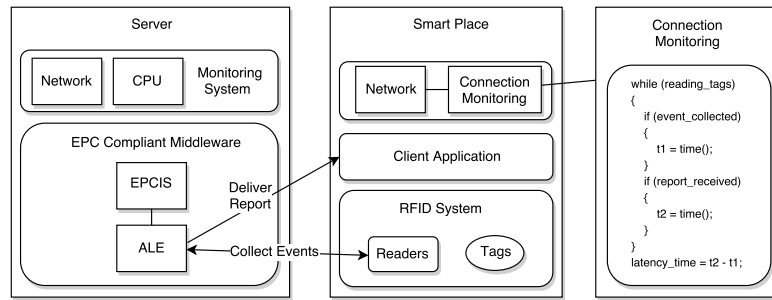 Server
Network
CPU
Monitoring
System
EPC Compliant Middleware
EPCIS
ALE
Deliver
Report
Collect Events
Smart Place
Network
Connection
Monitoring
Client Application
RFID System
Readers
Tags
Connection
Monitoring
while (reading_tags)
{
if (event_collected)
{
t1 = time();
}
if (report_received)
{
t2 = time();
}
}
latency_time = t2 - t1;